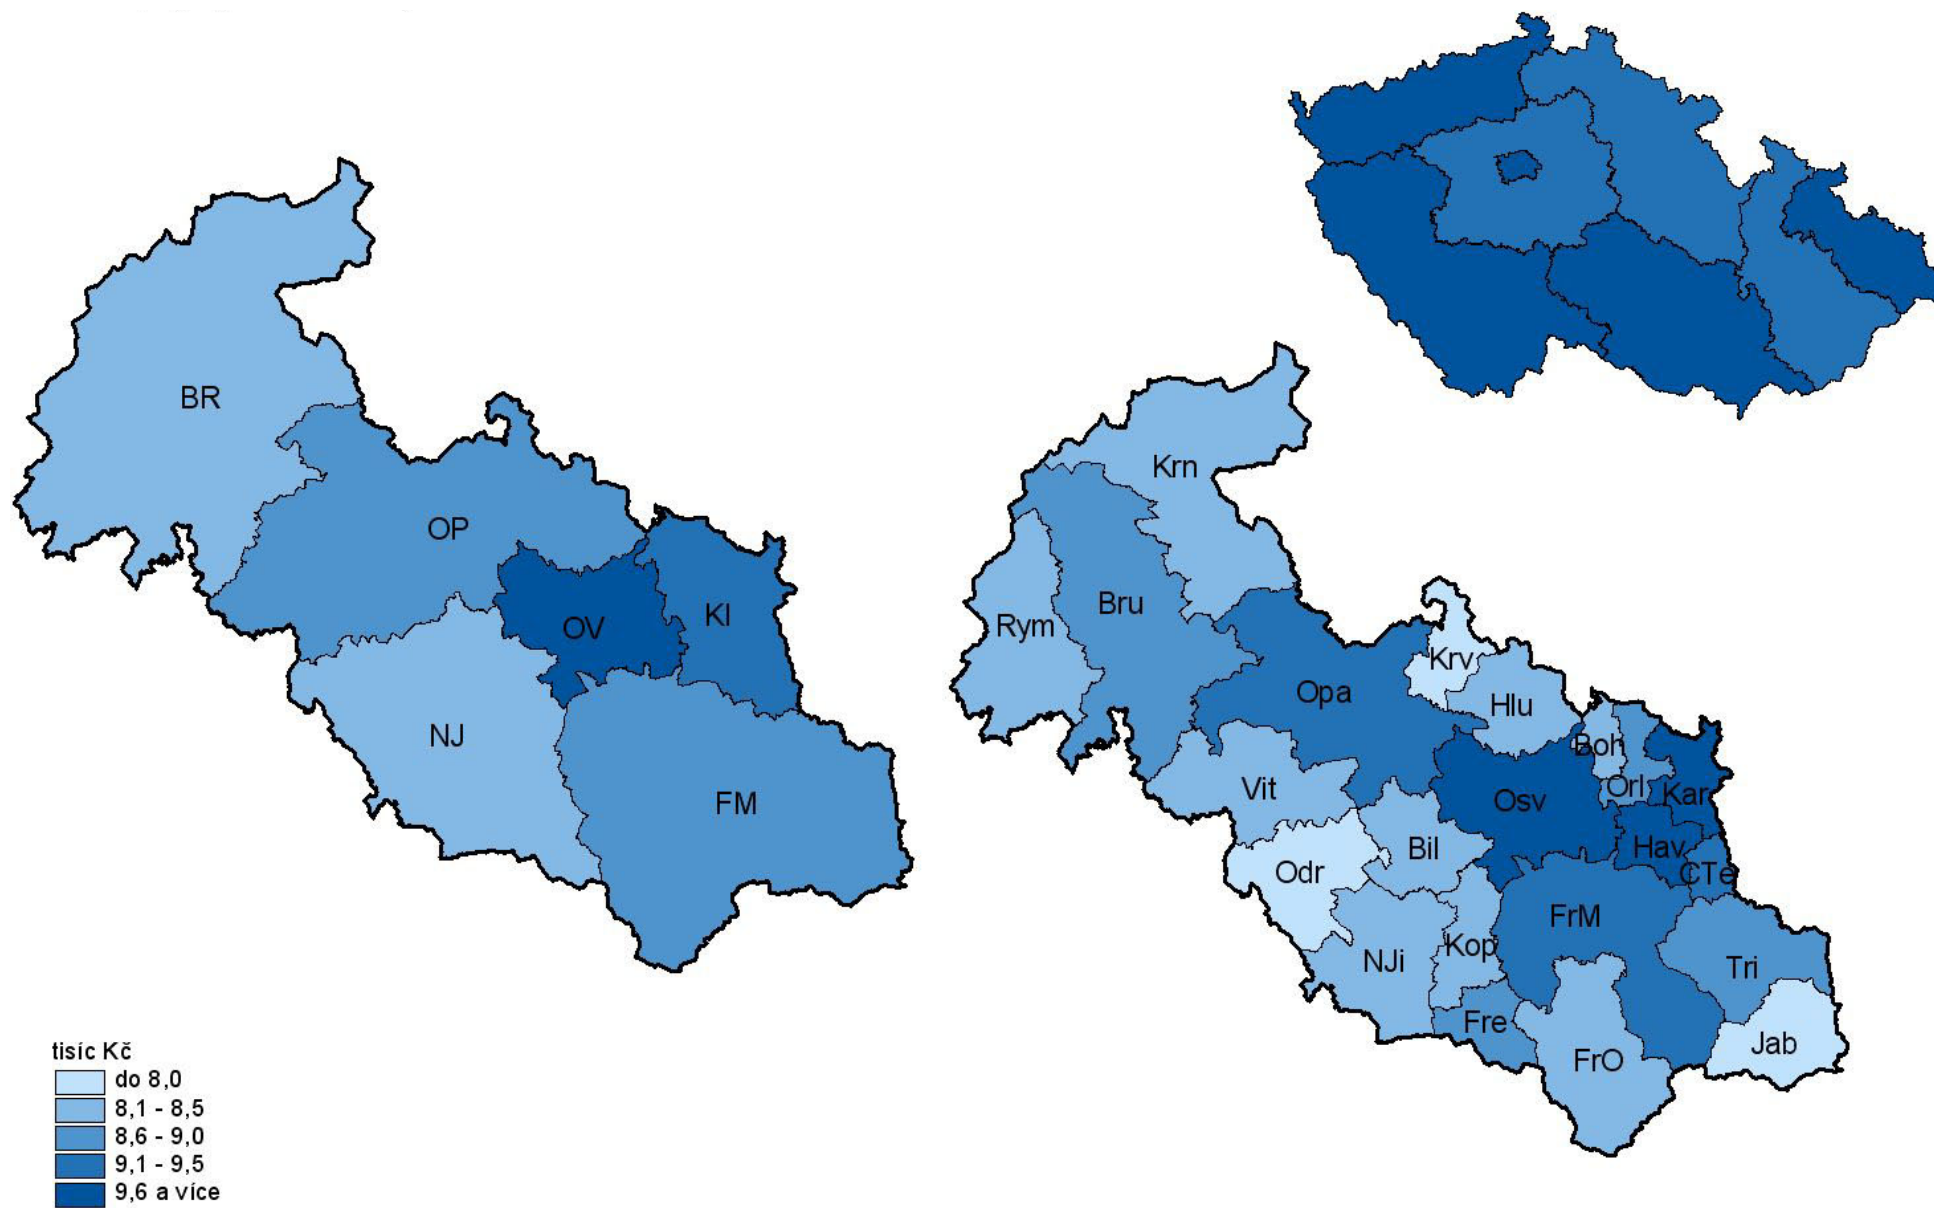 BR
OP
OV
KI
NJ
FM
Krn
Rym
Bru
Krv
Opa
Hlu
Boh
Vit
Osv
Orl
Kar
Odr
Bil
Hav
CTe
FrM
NJi
Kop
Tri
Fre
FrO
Jab
tisíc Kč
do 8,0
8,1 - 8,5
8,6 - 9,0
9,1 - 9,5
9,6 a více